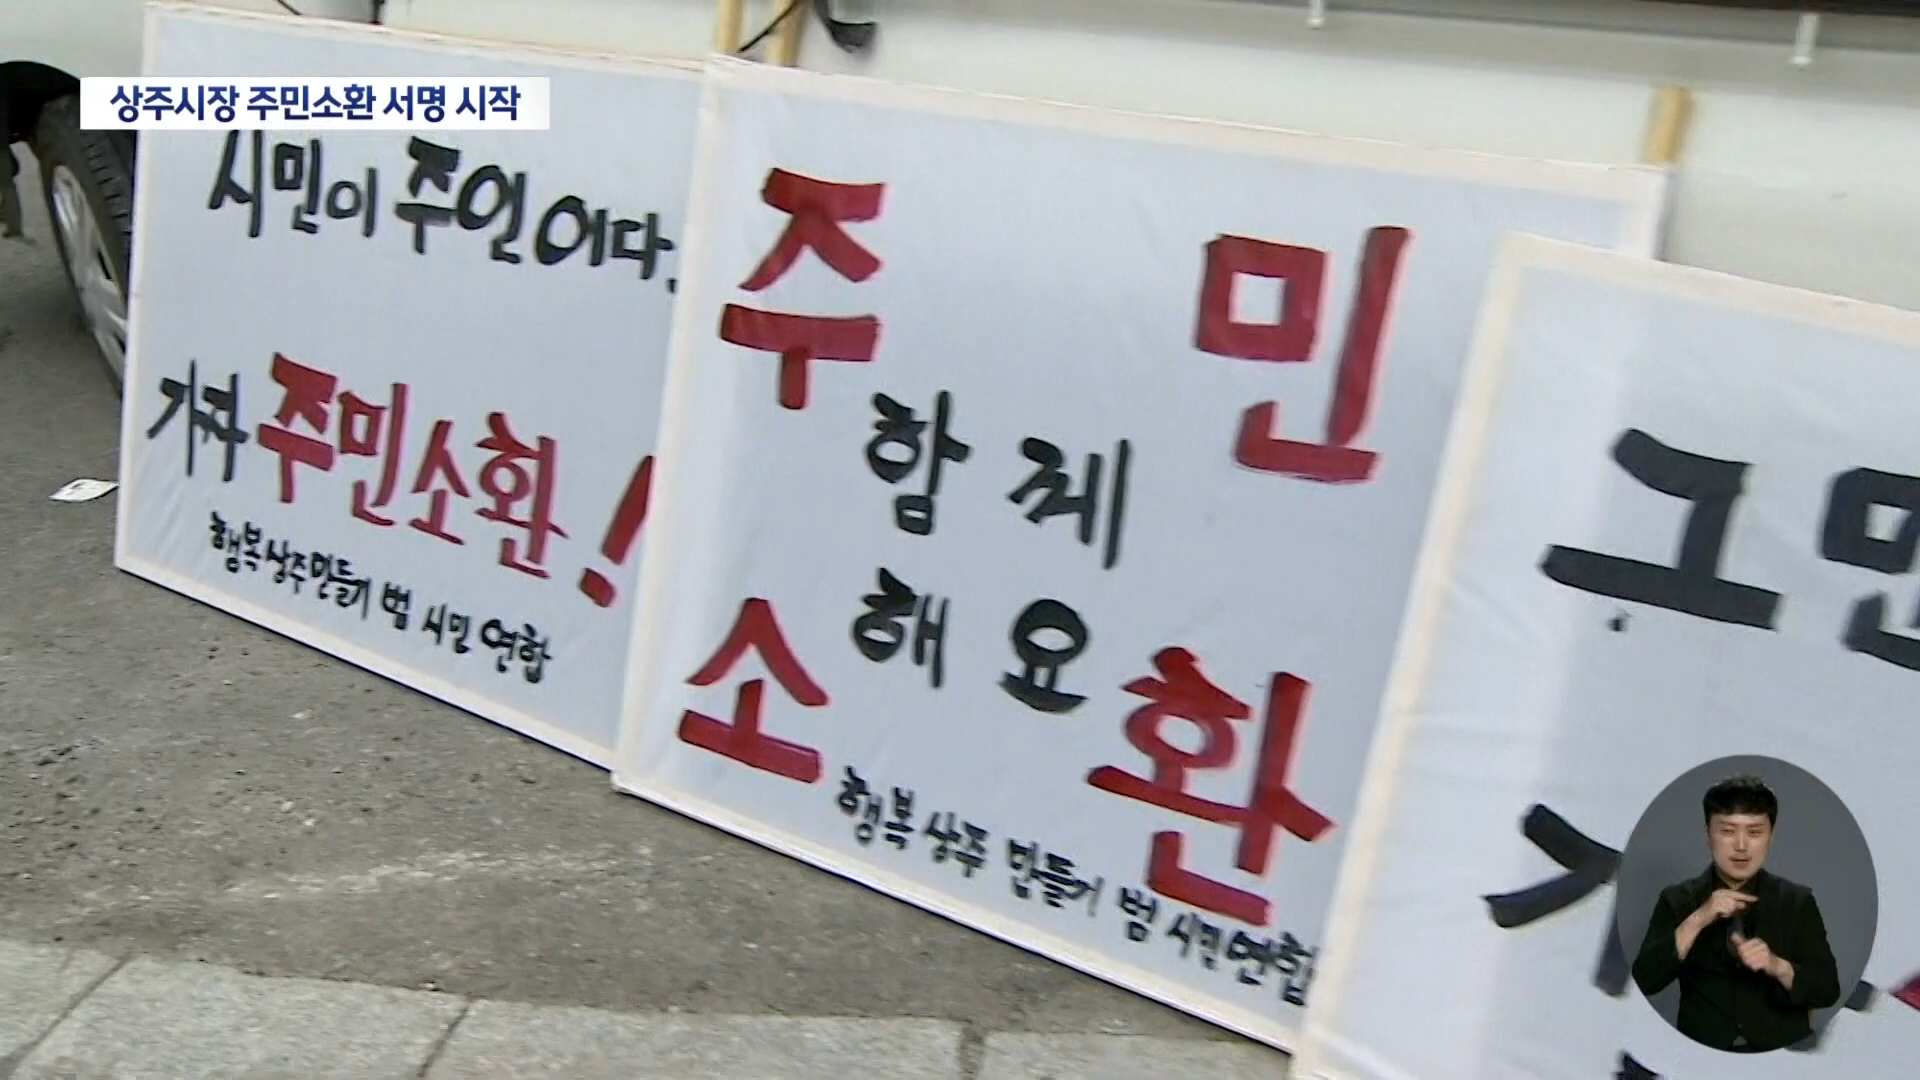 상주시장 주민소환 서명 시작
시민이 주인이다.
가자 주민소환!
행복상주만들기 범 시민 연합
주 민
함 께
해 요
소 환
행복 상주 만들기 범 시민연합